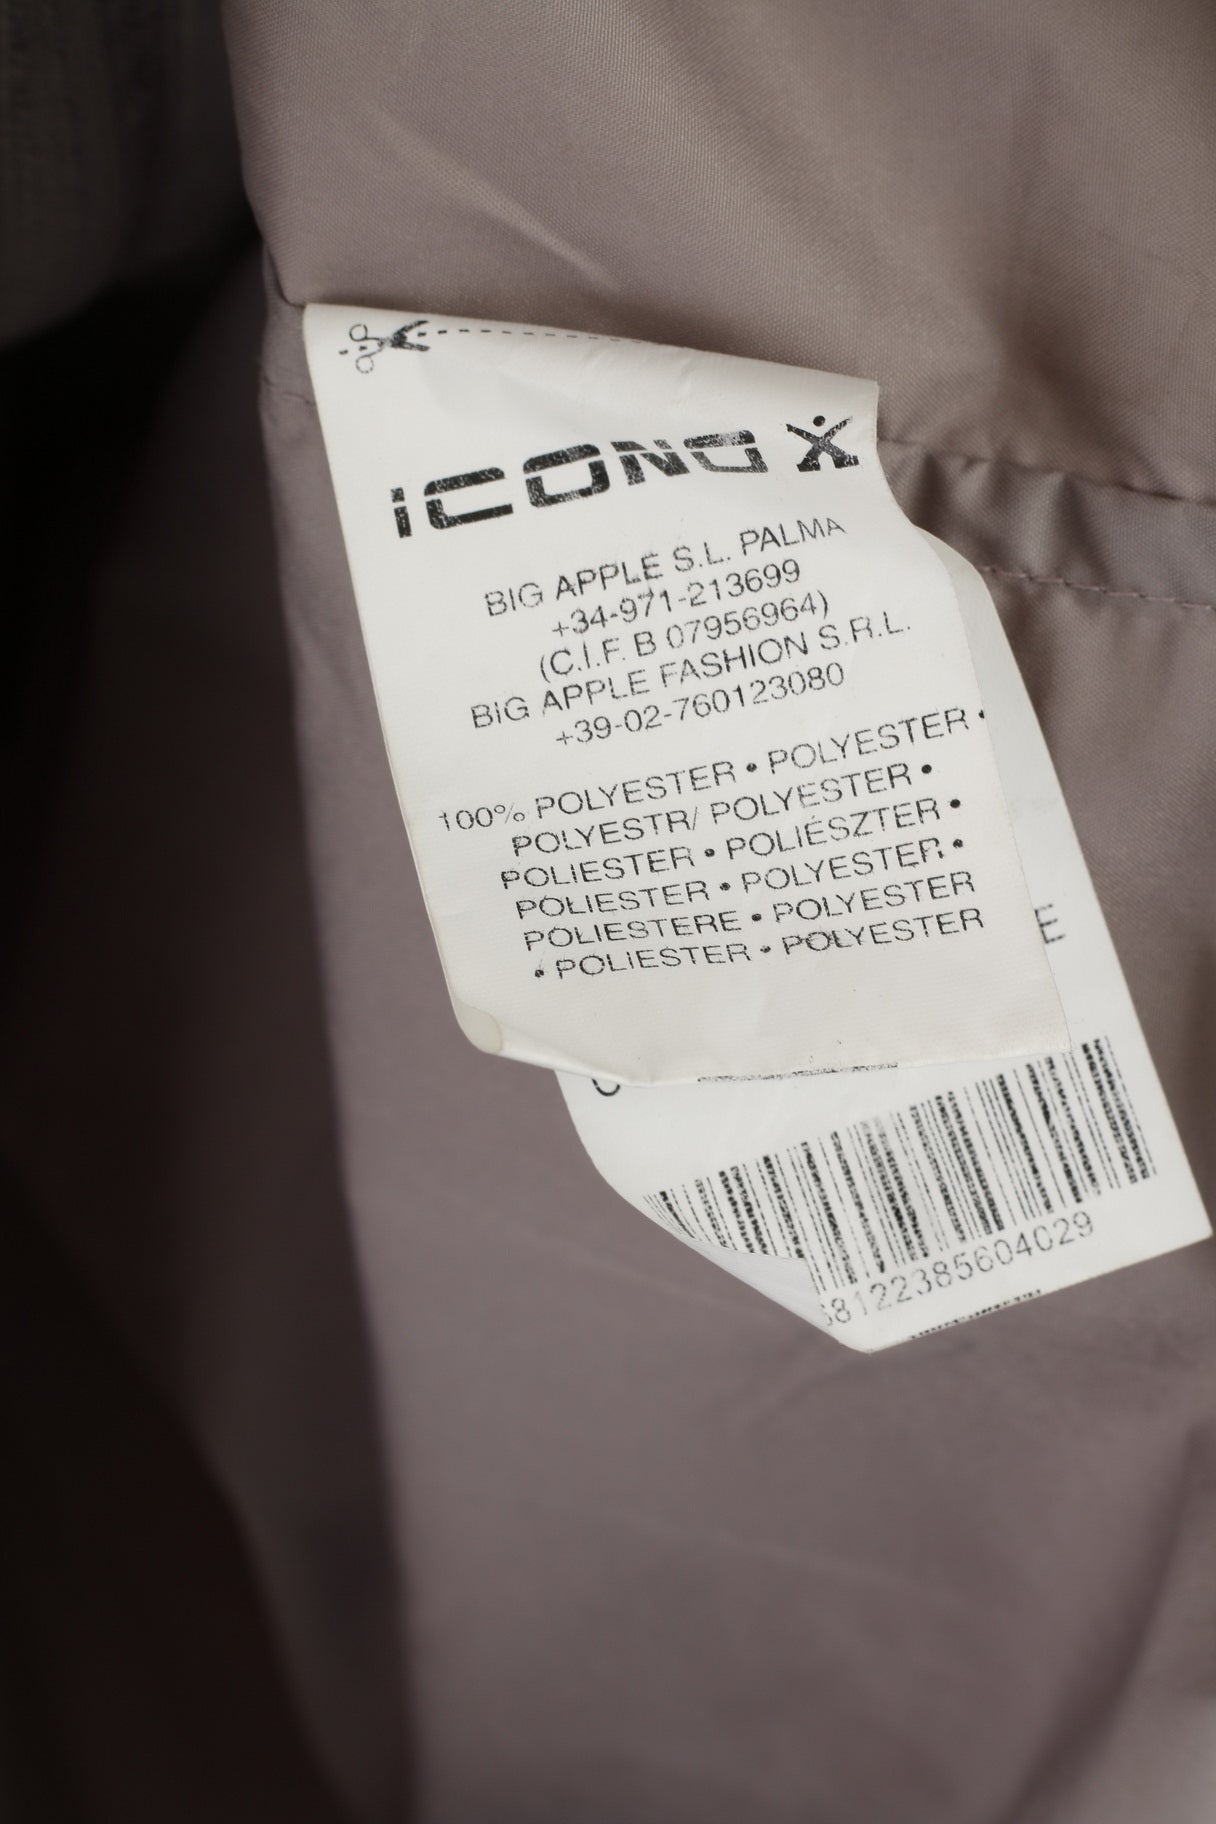 iCONO X
BIG APPLE S.L. PALMA
+34-971-213699
(C.I.F. B 07956964)
BIG APPLE FASHION S.R.L.
+39-02-760123080
100% POLYESTER • POLYESTER •
POLYESTR/ POLYESTER •
POLIESTER • POLIÉSZTER •
POLIESTER • POLYESTER •
POLIESTERE • POLYESTER
• POLIESTER • POLYESTER
E
8122385604029